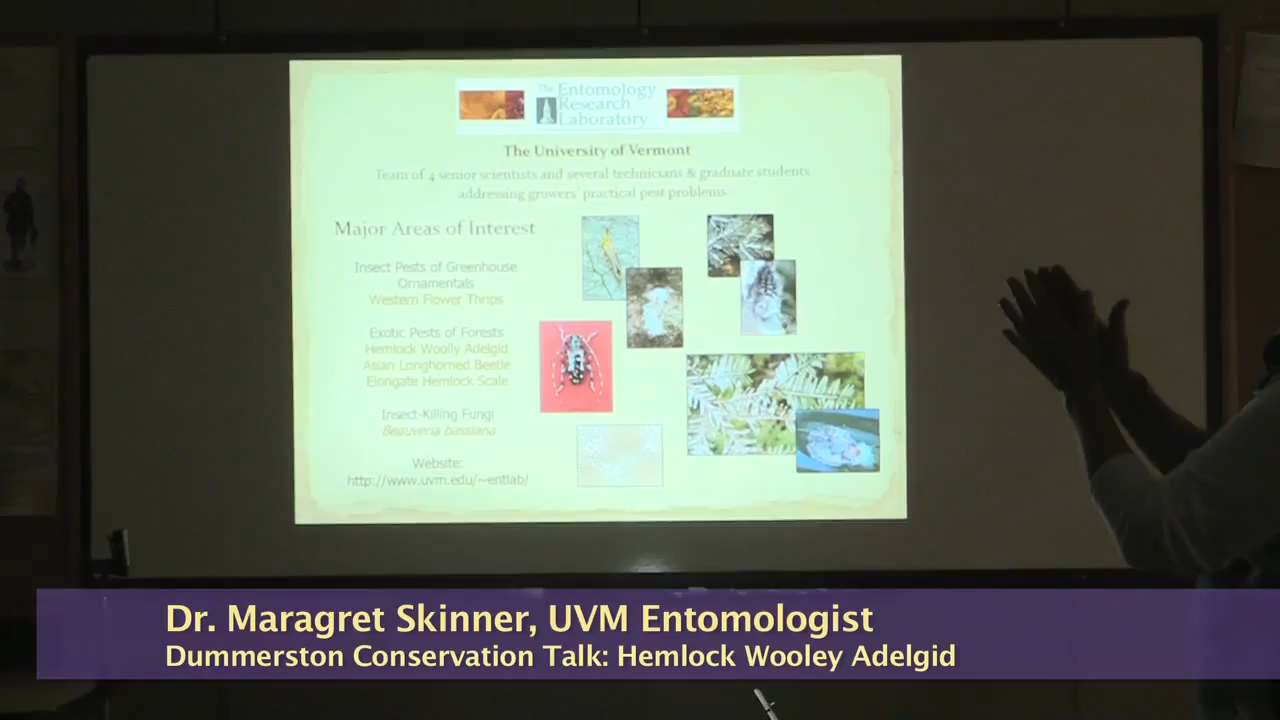 The Entomology
Research
Laboratory
The University of Vermont
Team of 4 senior scientists and several technicians & graduate students
addressing growers' practical pest problems
Major Areas of Interest
Insect Pests of Greenhouse
Ornamentals
Western Flower Thrips
Exotic Pests of Forests
Hemlock Woolly Adelgid
Asian Longhorned Beetle
Elongate Hemlock Scale
Insect-Killing Fungi
Beauveria bassiana
Website:
http://www.uvm.edu/~entlab/
Dr. Maragret Skinner, UVM Entomologist
Dummerston Conservation Talk: Hemlock Wooley Adelgid